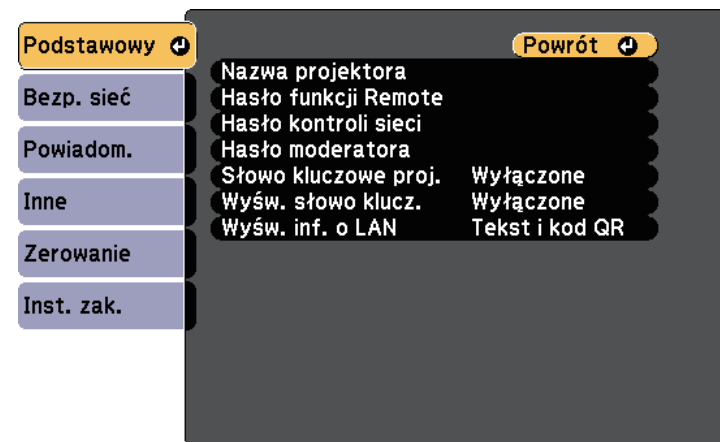 Podstawowy
Bezp. sieć
Powiadom.
Inne
Zerowanie
Inst. zak.
Powrót
Nazwa projektora
Hasło funkcji Remote
Hasło kontroli sieci
Hasło moderatora
Słowo kluczowe proj. Wyłączone
Wyśw. słowo klucz. Wyłączone
Wyśw. inf. o LAN Tekst i kod QR